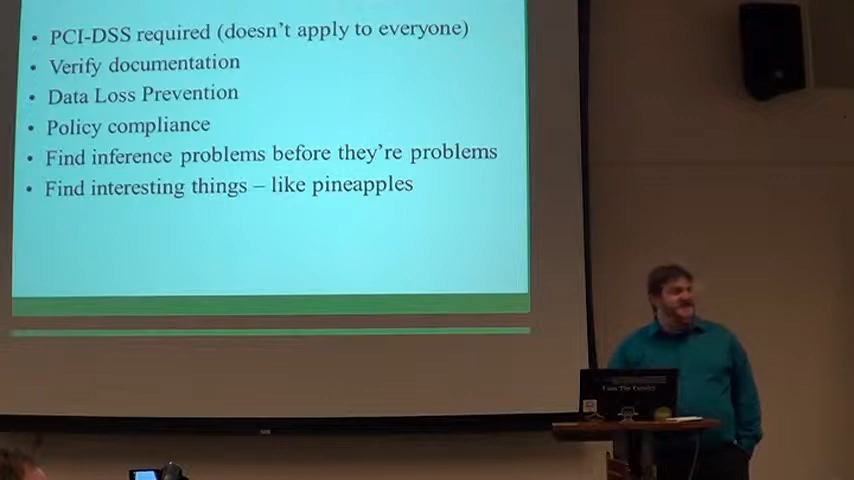 • PCI-DSS required (doesn't apply to everyone)
• Verify documentation
• Data Loss Prevention
• Policy compliance
• Find inference problems before they're problems
• Find interesting things – like pineapples